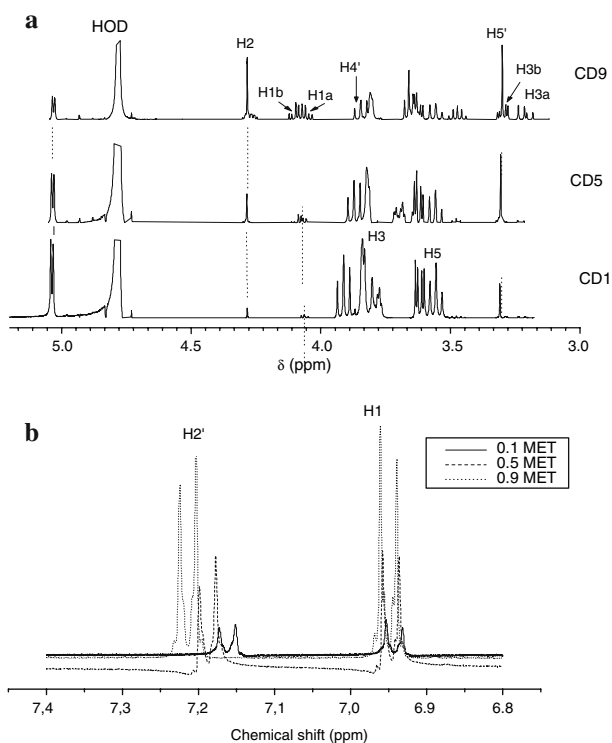 a
HOD
H2
H5'
CD9
H4'
H3b
H1b
H1a
H3a
CD5
H3
H5
CD1
5.0 4.5 4.0 3.5 3.0
δ (ppm)
b
H1
H2'
0.1 MET
0.5 MET
0.9 MET
7,4 7,3 7,2 7,1 7,0 6.9 6.8
Chemical shift (ppm)